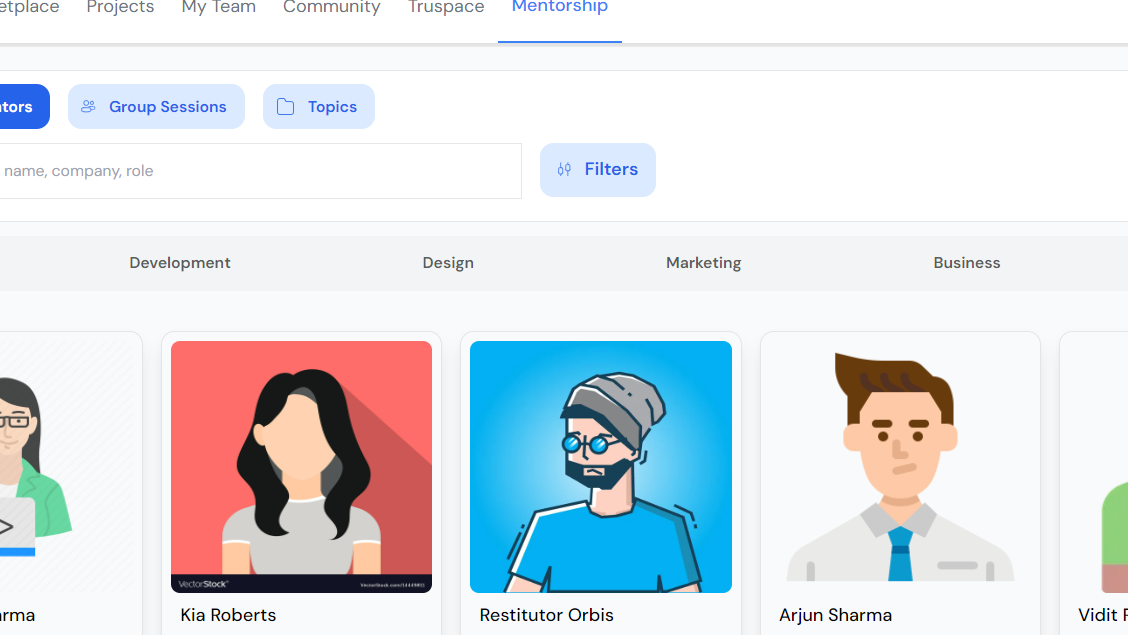 etplace Projects My Team Community Truspace Mentorship
tors Group Sessions Topics
name, company, role Filters
Development Design Marketing Business
VectorStock® VectorStock.com/14449801
Kia Roberts Restitutor Orbis Arjun Sharma Vidit
arma